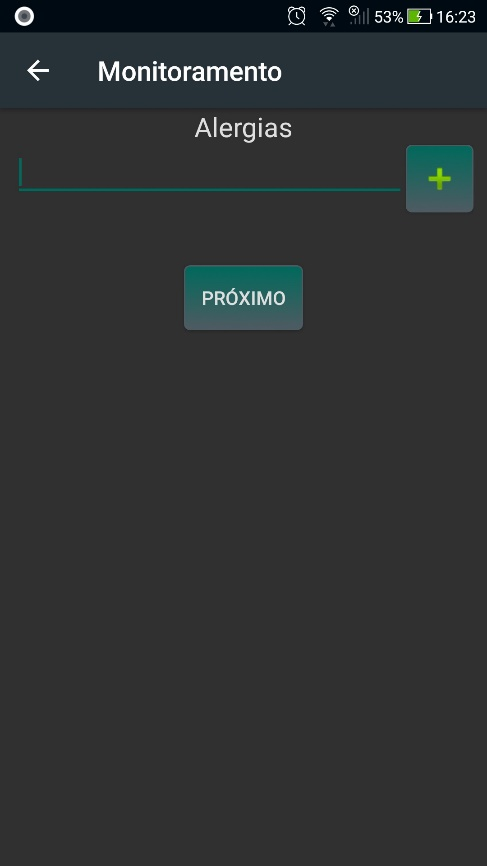 53% 16:23
Monitoramento
Alergias
PRÓXIMO